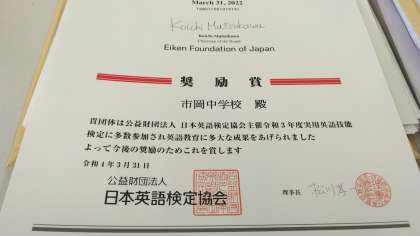 March 31, 2022
Koichi Matsukawa
Chairman of the Board
Eiken Foundation of Japan
奨励賞
市岡中学校 殿
貴団体は公益財団法人 日本英語検定協会主催令和3年度実用英語技能
検定に多数参加され英語教育に多大な成果をあげられました
よって今後の奨励のためこれを賞します
令和4年3月31日
公益財団法人
日本英語検定協会
理事長